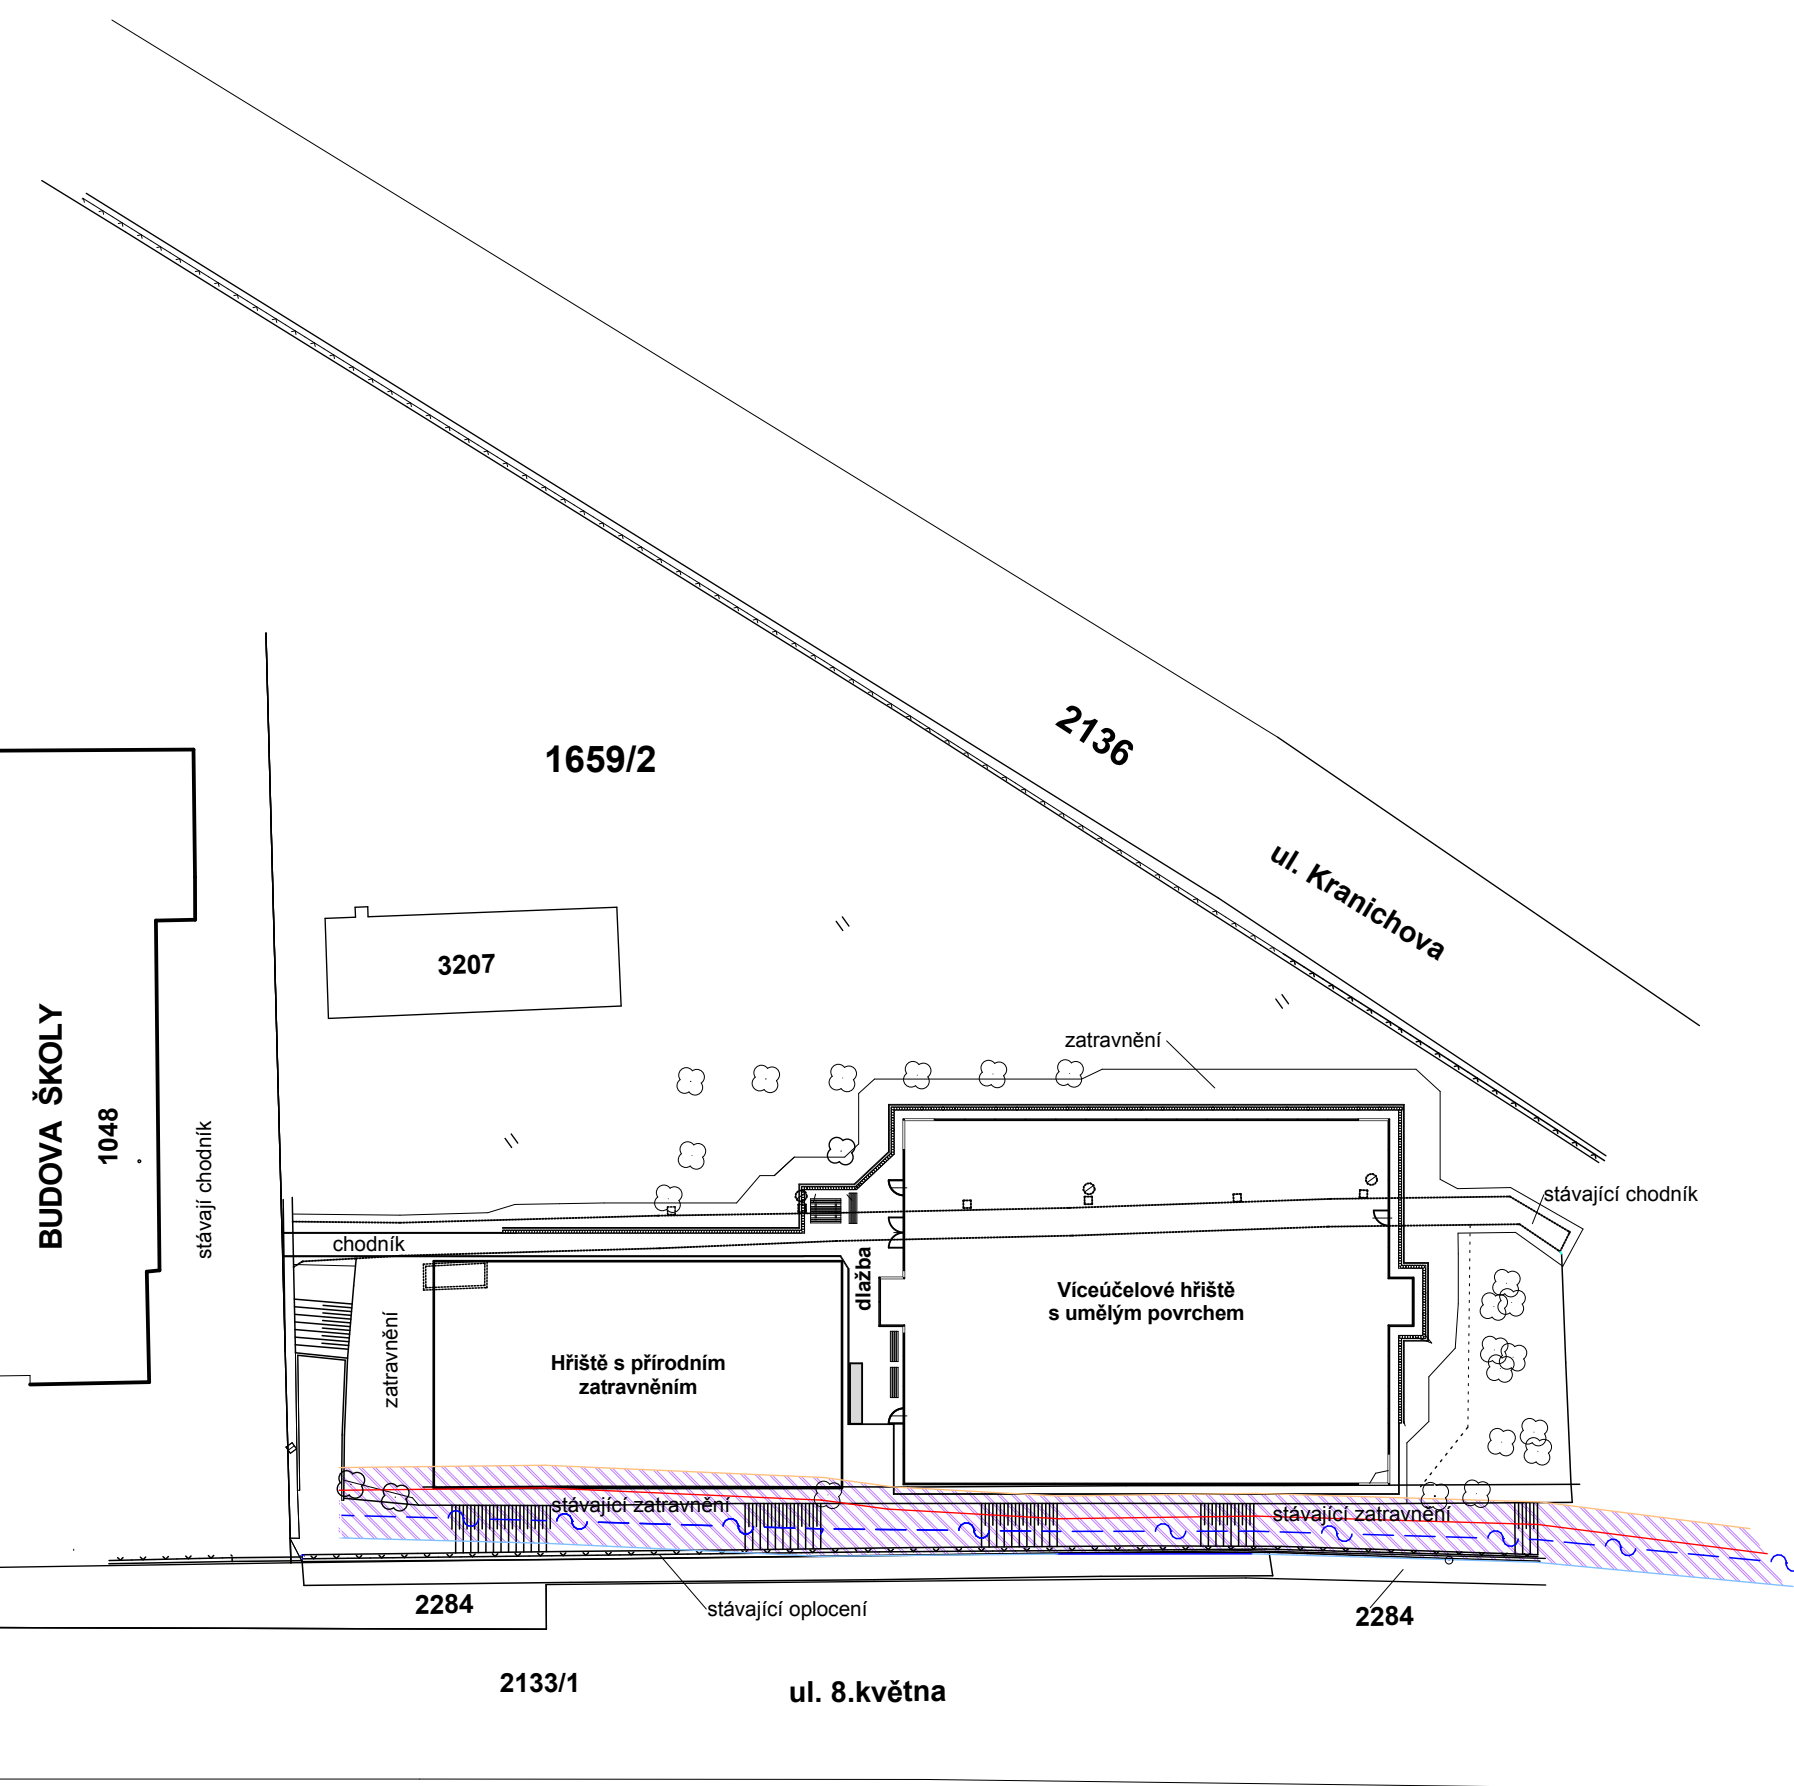 2136
1659/2
ul. Kranichova
3207
BUDOVA ŠKOLY
1048
stávají chodník
zatravnění
stávající chodník
chodník
dlažba
Víceúčelové hřiště
s umělým povrchem
zatravnění
Hřiště s přírodním
zatravněním
stávající zatravnění
stávající zatravnění
2284
stávající oplocení
2284
2133/1
ul. 8.května